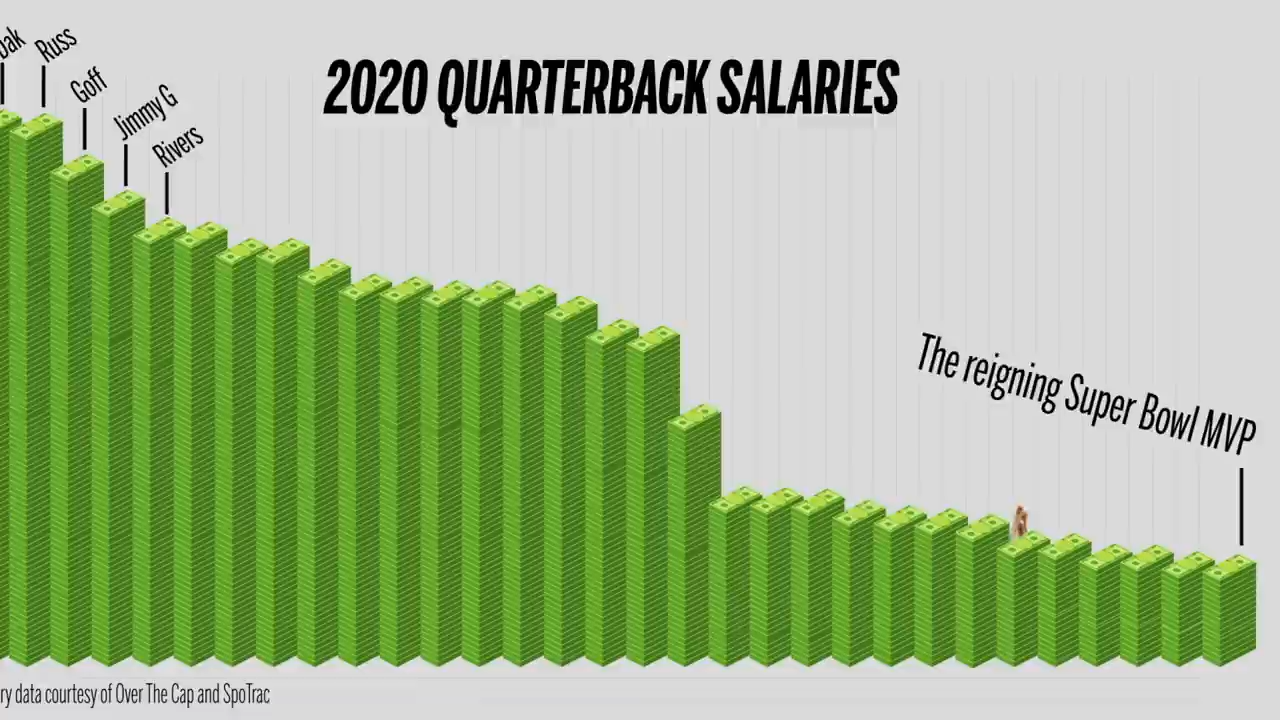 2020 QUARTERBACK SALARIES
Russ
Goff
Jimmy G
Rivers
The reigning Super Bowl MVP
data courtesy of Over The Cap and SpoTrac